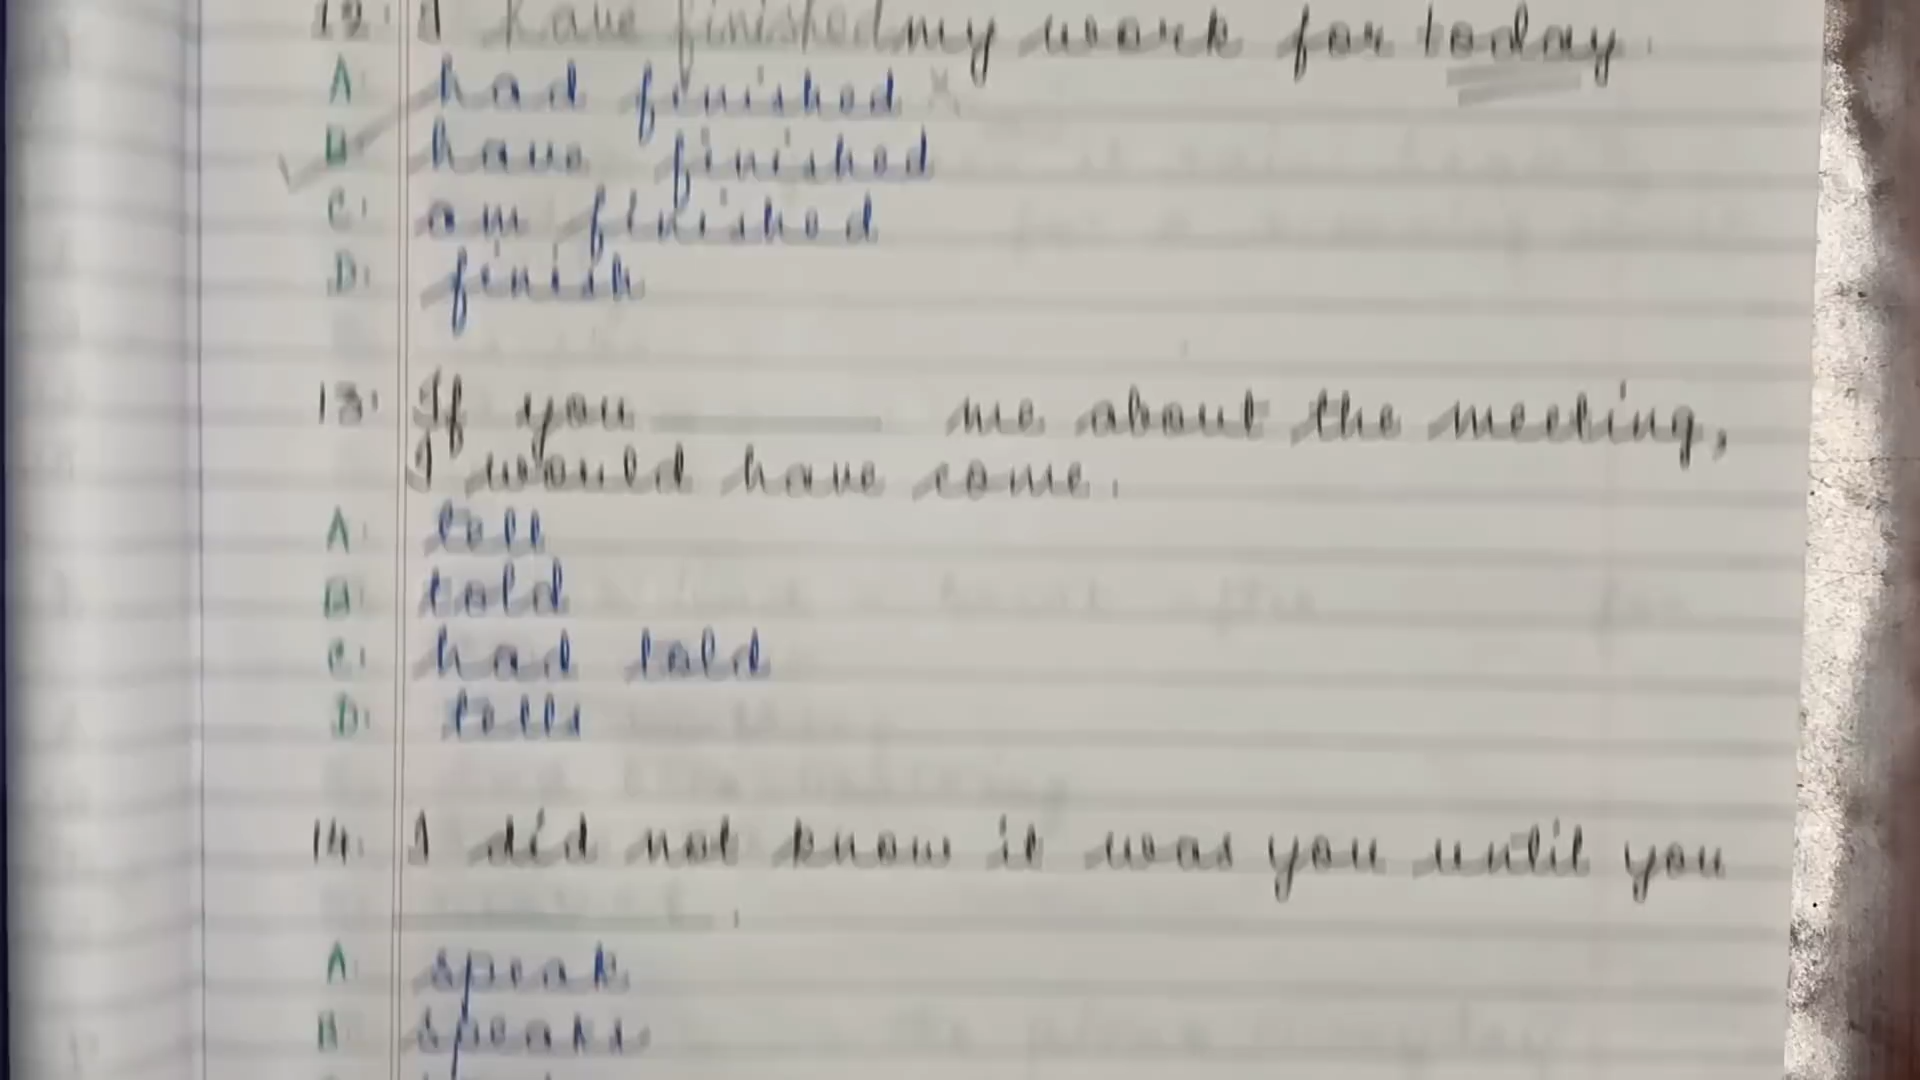 12. I have finished my work for today.
A. had finished x
B. have finished
C. am finished
D. finish
13. If you ________ me about the meeting,
I would have come.
A. tell
B. told
C. had told
D. tells
14. I did not know it was you until you
________.
A. speak
B. speaks